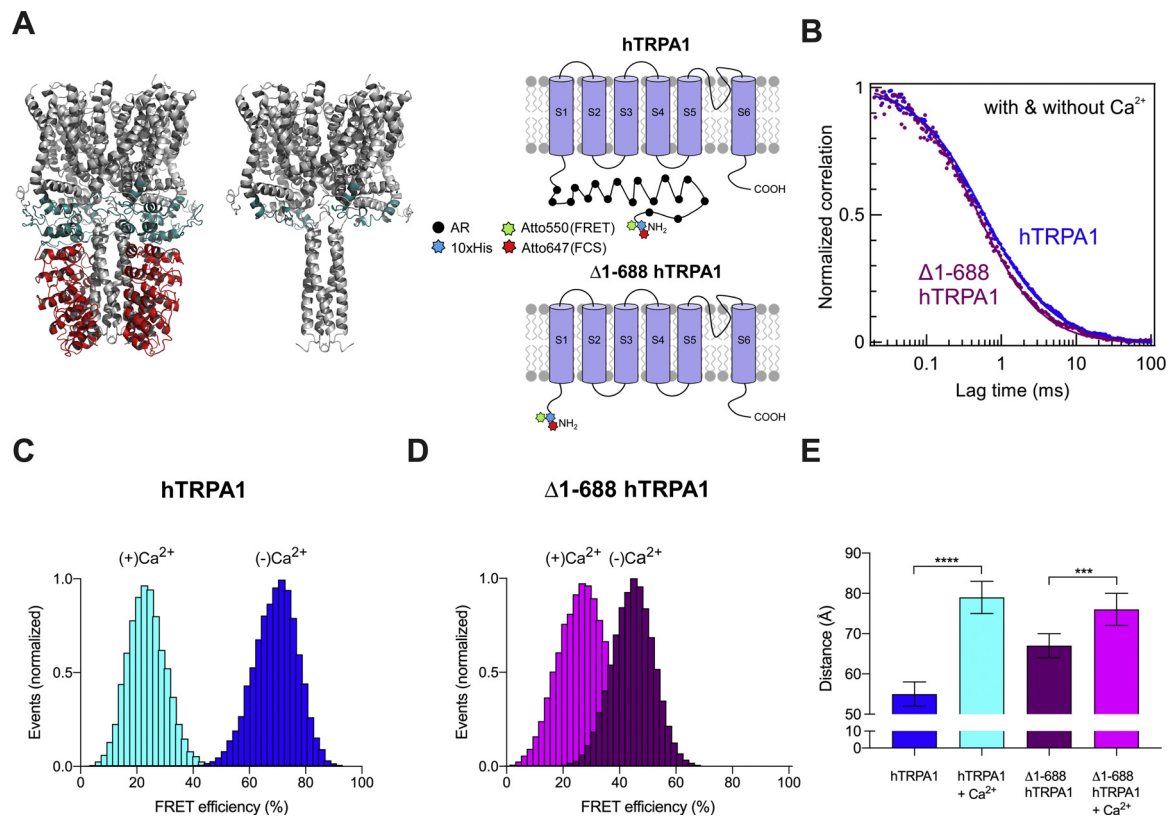 A
hTRPA1
S1 S2 S3 S4 S5 S6
COOH
NH₂
AR
Atto550(FRET)
10xHis
Atto647(FCS)
Δ1-688 hTRPA1
S1 S2 S3 S4 S5 S6
NH₂
COOH
B
with & without Ca²⁺
hTRPA1
Δ1-688
hTRPA1
Normalized correlation
1
0.5
0
0.1 1 10 100
Lag time (ms)
C
hTRPA1
(+)Ca²⁺ (-)Ca²⁺
Events (normalized)
1.0
0.5
0.0
0 20 40 60 80 100
FRET efficiency (%)
D
Δ1-688 hTRPA1
(+)Ca²⁺ (-)Ca²⁺
Events (normalized)
1.0
0.5
0.0
0 20 40 60 80 100
FRET efficiency (%)
E
Distance (Å)
90
80
70
60
50
10
0
****
***
hTRPA1
hTRPA1
+ Ca²⁺
Δ1-688
hTRPA1
Δ1-688
hTRPA1
+ Ca²⁺